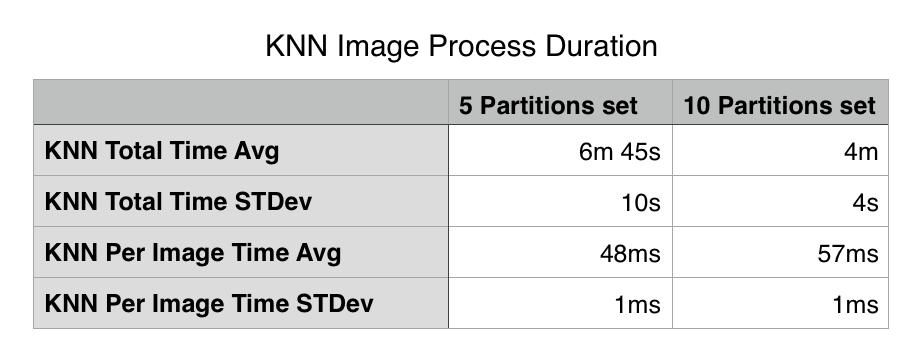 KNN Image Process Duration
5 Partitions set 10 Partitions set
KNN Total Time Avg 6m 45s 4m
KNN Total Time STDev 10s 4s
KNN Per Image Time Avg 48ms 57ms
KNN Per Image Time STDev 1ms 1ms